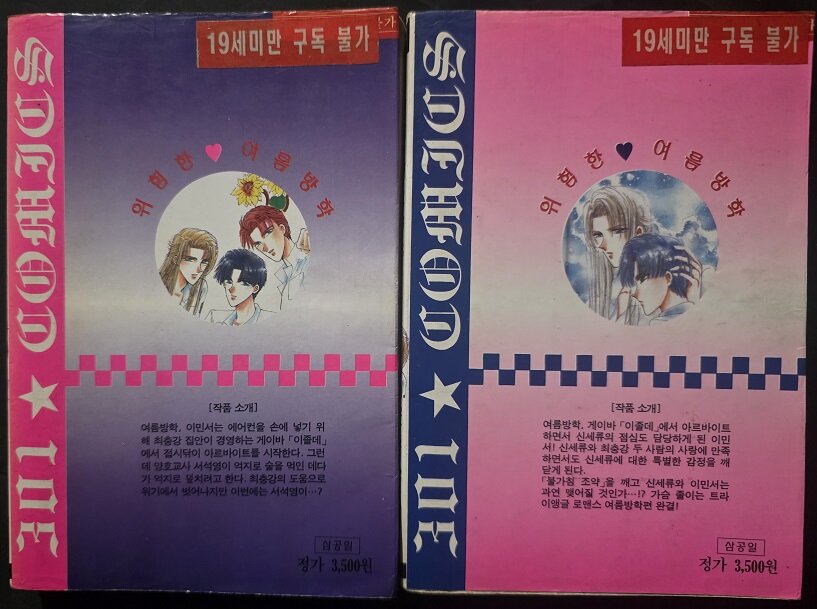 19세미만 구독 불가
301 ★ COMICS
위험한♥여름방학
[작품 소개]
여름방학, 이민서는 에어컨을 손에 넣기 위
해 최충강 집안이 경영하는 게이바 「이졸데」
에서 접시닦이 아르바이트를 시작한다. 그런
데 양호교사 서석영이 억지로 술을 먹인 데다
가 억지로 덮치려고 한다. 최충강의 도움으로
위기에서 벗어나지만 이번에는 서석영이…?
삼공일
정가 3,500원
19세미만 구독 불가
301 ★ COMICS
위험한♥여름방학
[작품 소개]
여름방학, 게이바 「이졸데」에서 아르바이트
하면서 신세류의 점심도 담당하게 된 이민
서! 신세류와 최충강 두 사람의 사랑에 만족
하면서도 신세류에 대한 특별한 감정을 깨
닫게 된다.
「불가침 조약」을 깨고 신세류와 이민서는
과연 맺어질 것인가…!? 가슴 졸이는 트라
이앵글 로맨스 여름방학편 완결!
삼공일
정가 3,500원